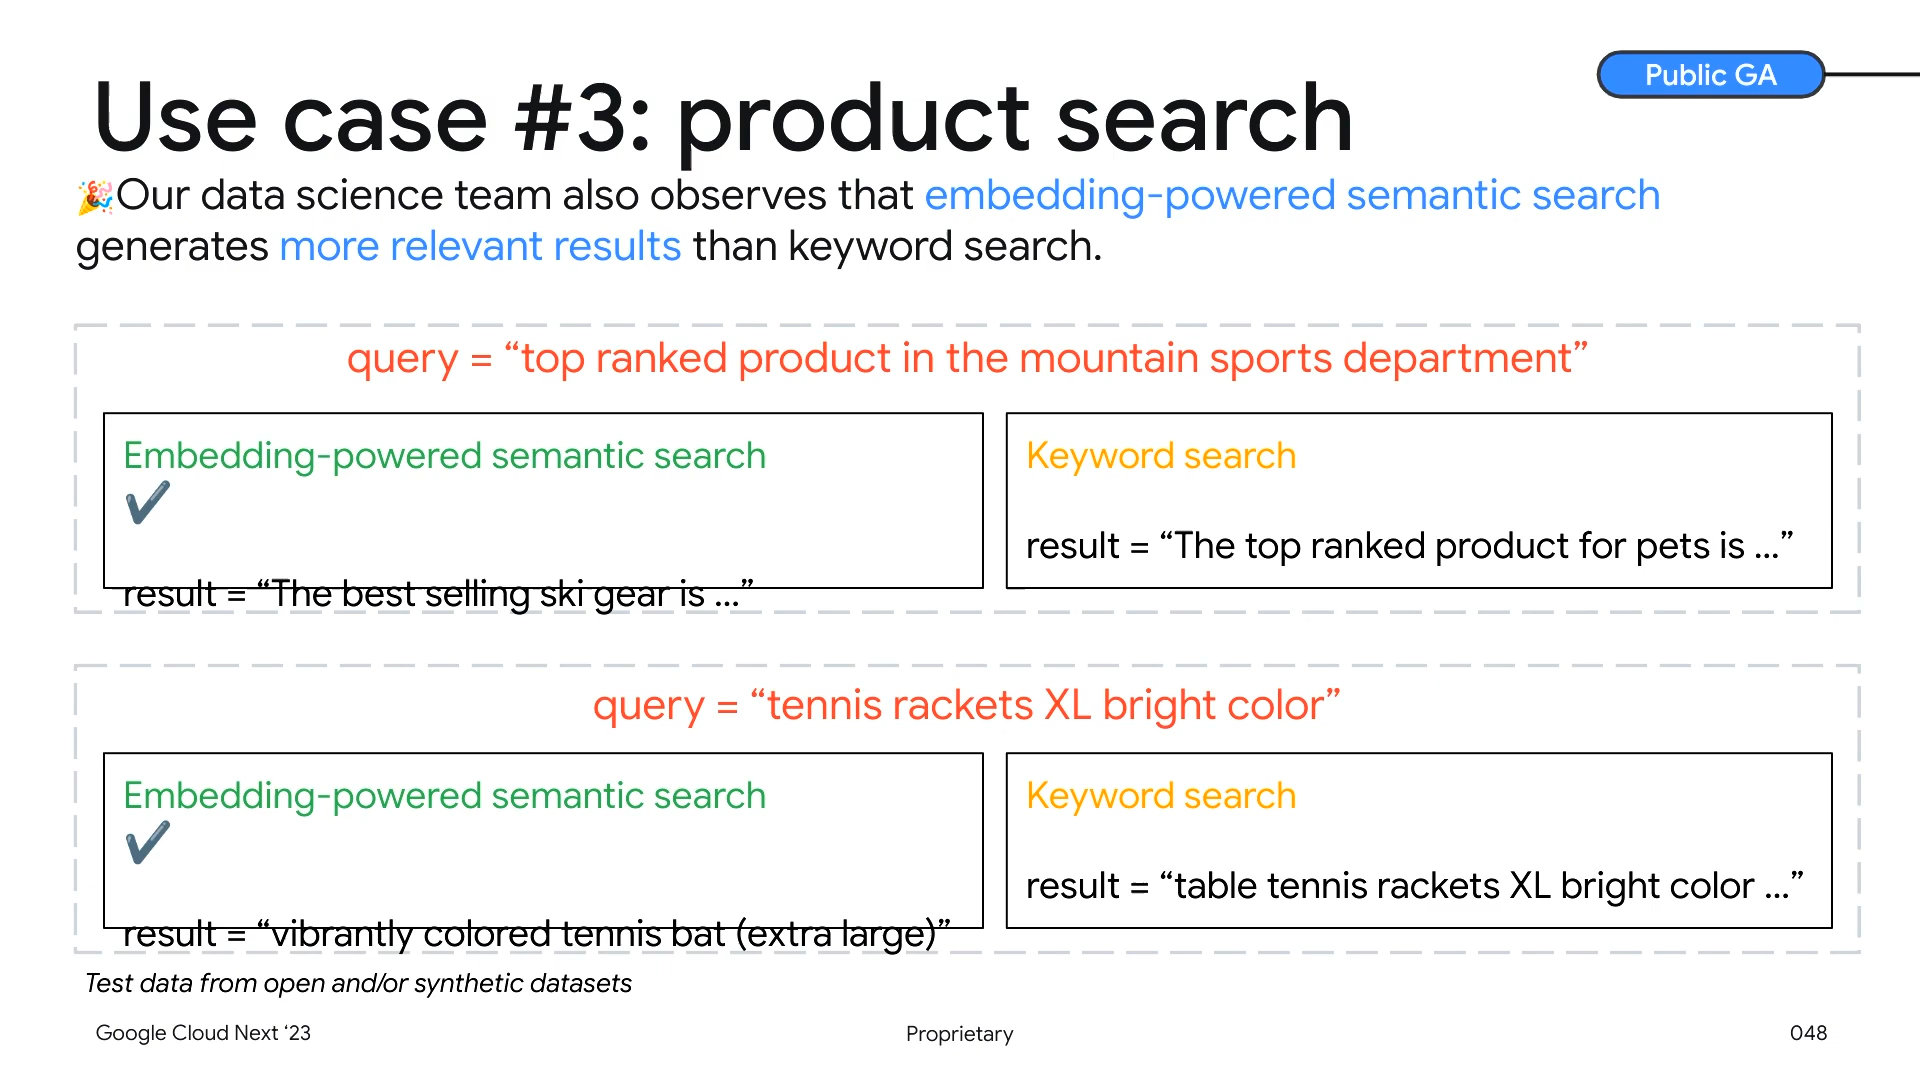 Public GA
Use case #3: product search
🎉Our data science team also observes that embedding-powered semantic search
generates more relevant results than keyword search.
query = “top ranked product in the mountain sports department”
Embedding-powered semantic search
✔
result = “The best selling ski gear is ...”
Keyword search
result = “The top ranked product for pets is ...”
query = “tennis rackets XL bright color”
Embedding-powered semantic search
✔
result = “vibrantly colored tennis bat (extra large)”
Keyword search
result = “table tennis rackets XL bright color ...”
Test data from open and/or synthetic datasets
Google Cloud Next ‘23
Proprietary
048